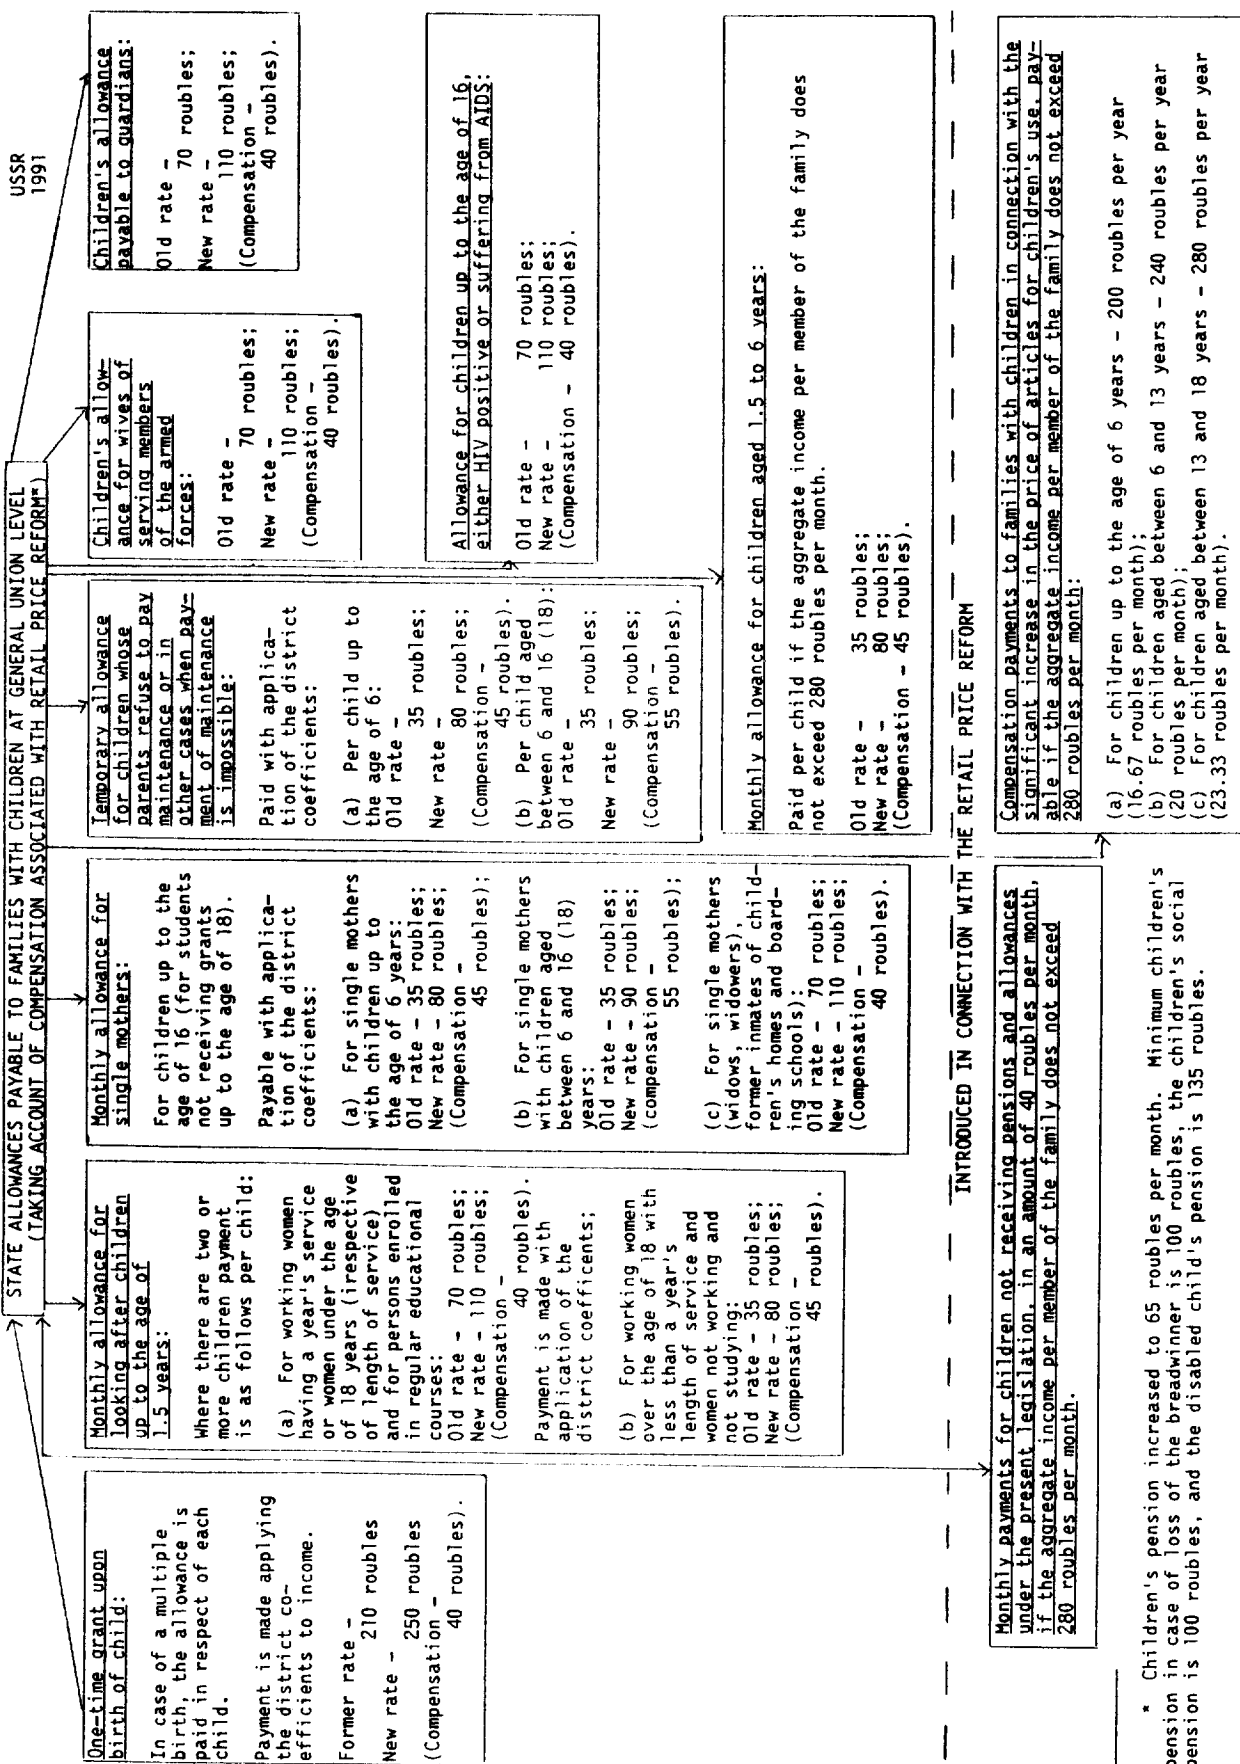 USSR
1991
STATE ALLOWANCES PAYABLE TO FAMILIES WITH CHILDREN AT GENERAL UNION LEVEL
(TAKING ACCOUNT OF COMPENSATION ASSOCIATED WITH RETAIL PRICE REFORM*)
One-time grant upon
birth of child:
In case of a multiple
birth, the allowance is
paid in respect of each
child.
Payment is made applying
the district co-
efficients to income.
Former rate -
210 roubles
New rate -
250 roubles
(Compensation -
40 roubles).
Monthly allowance for
looking after children
up to the age of
1.5 years:
Where there are two or
more children payment
is as follows per child:
(a) For working women
having a year's service
or women under the age
of 18 years (irespective
of length of service)
and for persons enrolled
in regular educational
courses:
Old rate - 70 roubles;
New rate - 110 roubles;
(Compensation -
40 roubles).
Payment is made with
application of the
district coefficents;
(b) For working women
over the age of 18 with
less than a year's
length of service and
women not working and
not studying:
Old rate - 35 roubles;
New rate - 80 roubles;
(Compensation -
45 roubles).
Monthly allowance for
single mothers:
For children up to the
age of 16 (for students
not receiving grants
up to the age of 18).
Payable with applica-
tion of the district
coefficients:
(a) For single mothers
with children up to
the age of 6 years:
Old rate - 35 roubles;
New rate - 80 roubles;
(Compensation -
45 roubles);
(b) For single mothers
with children aged
between 6 and 16 (18)
years:
Old rate - 35 roubles;
New rate - 90 roubles;
(compensation -
55 roubles);
(c) For single mothers
(widows, widowers),
former inmates of child-
ren's homes and board-
ing schools):
Old rate - 70 roubles;
New rate - 110 roubles;
(Compensation -
40 roubles).
Temporary allowance
for children whose
parents refuse to pay
maintenance or in
other cases when pay-
ment of maintenance
is impossible:
Paid with applica-
tion of the district
coefficients:
(a) Per child up to
the age of 6:
Old rate -
35 roubles;
New rate -
80 roubles;
(Compensation -
45 roubles).
(b) Per child aged
between 6 and 16 (18):
Old rate -
35 roubles;
New rate -
90 roubles;
(Compensation -
55 roubles).
Children's allow-
ance for wives of
serving members
of the armed
forces:
Old rate -
70 roubles;
New rate -
110 roubles;
(Compensation -
40 roubles).
Children's allowance
payable to guardians:
Old rate -
70 roubles;
New rate -
110 roubles;
(Compensation -
40 roubles).
Allowance for children up to the age of 16,
either HIV positive or suffering from AIDS:
Old rate - 70 roubles;
New rate - 110 roubles;
(Compensation - 40 roubles).
Monthly allowance for children aged 1.5 to 6 years:
Paid per child if the aggregate income per member of the family does
not exceed 280 roubles per month.
Old rate - 35 roubles;
New rate - 80 roubles;
(Compensation - 45 roubles).
INTRODUCED IN CONNECTION WITH THE RETAIL PRICE REFORM
Monthly payments for children not receiving pensions and allowances
under the present legislation, in an amount of 40 roubles per month,
if the aggregate income per member of the family does not exceed
280 roubles per month.
Compensation payments to families with children in connection with the
significant increase in the price of articles for children's use, pay-
able if the aggregate income per member of the family does not exceed
280 roubles per month:
(a) For children up to the age of 6 years - 200 roubles per year
(16.67 roubles per month);
(b) For children aged between 6 and 13 years - 240 roubles per year
(20 roubles per month);
(c) For children aged between 13 and 18 years - 280 roubles per year
(23.33 roubles per month).
* Children's pension increased to 65 roubles per month. Minimum children's
pension in case of loss of the breadwinner is 100 roubles, the children's social
pension is 100 roubles, and the disabled child's pension is 135 roubles.